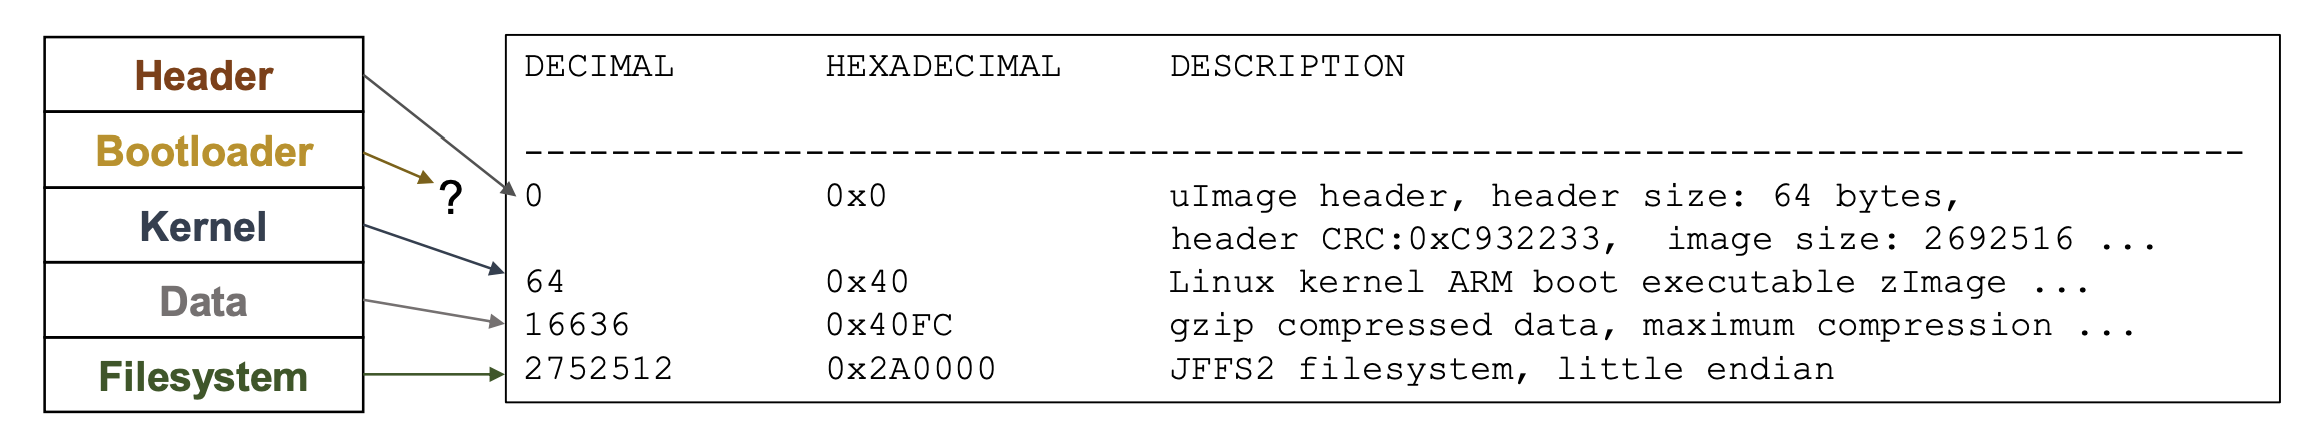 Header
Bootloader
Kernel
Data
Filesystem
?
DECIMAL HEXADECIMAL DESCRIPTION
--------------------------------------------------------------------------------
0 0x0 uImage header, header size: 64 bytes,
header CRC:0xC932233, image size: 2692516 ...
64 0x40 Linux kernel ARM boot executable zImage ...
16636 0x40FC gzip compressed data, maximum compression ...
2752512 0x2A0000 JFFS2 filesystem, little endian